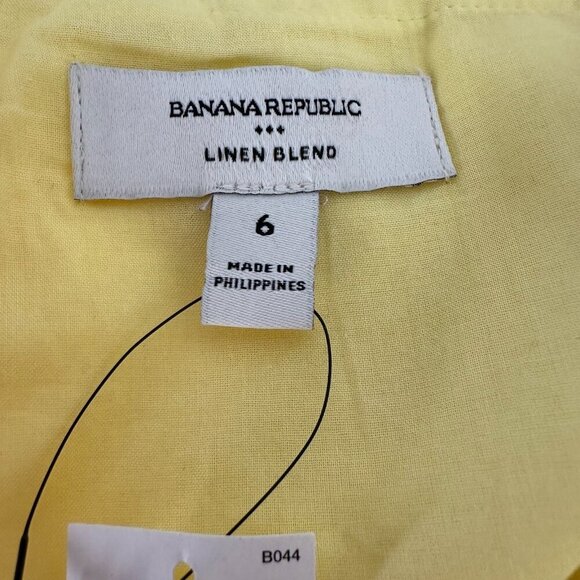 BANANA REPUBLIC
LINEN BLEND
6
MADE IN
PHILIPPINES
B044